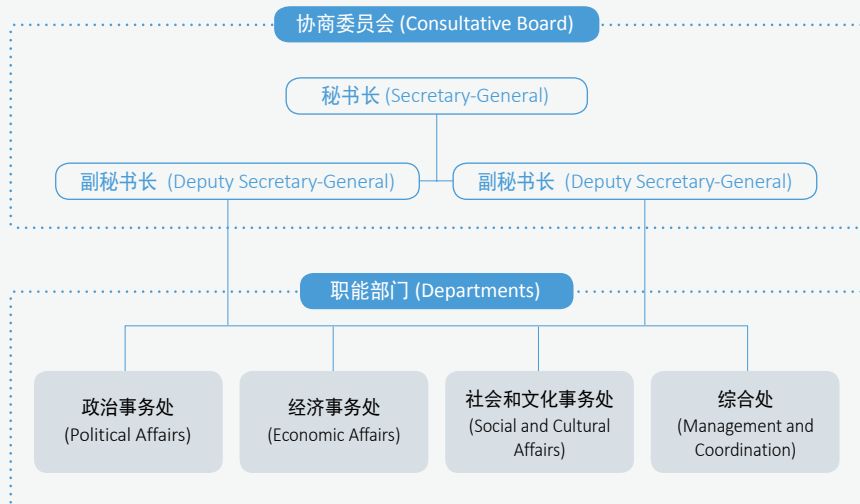 协商委员会 (Consultative Board)
秘书长 (Secretary-General)
副秘书长 (Deputy Secretary-General)
副秘书长 (Deputy Secretary-General)
职能部门 (Departments)
政治事务处
(Political Affairs)
经济事务处
(Economic Affairs)
社会和文化事务处
(Social and Cultural
Affairs)
综合处
(Management and
Coordination)